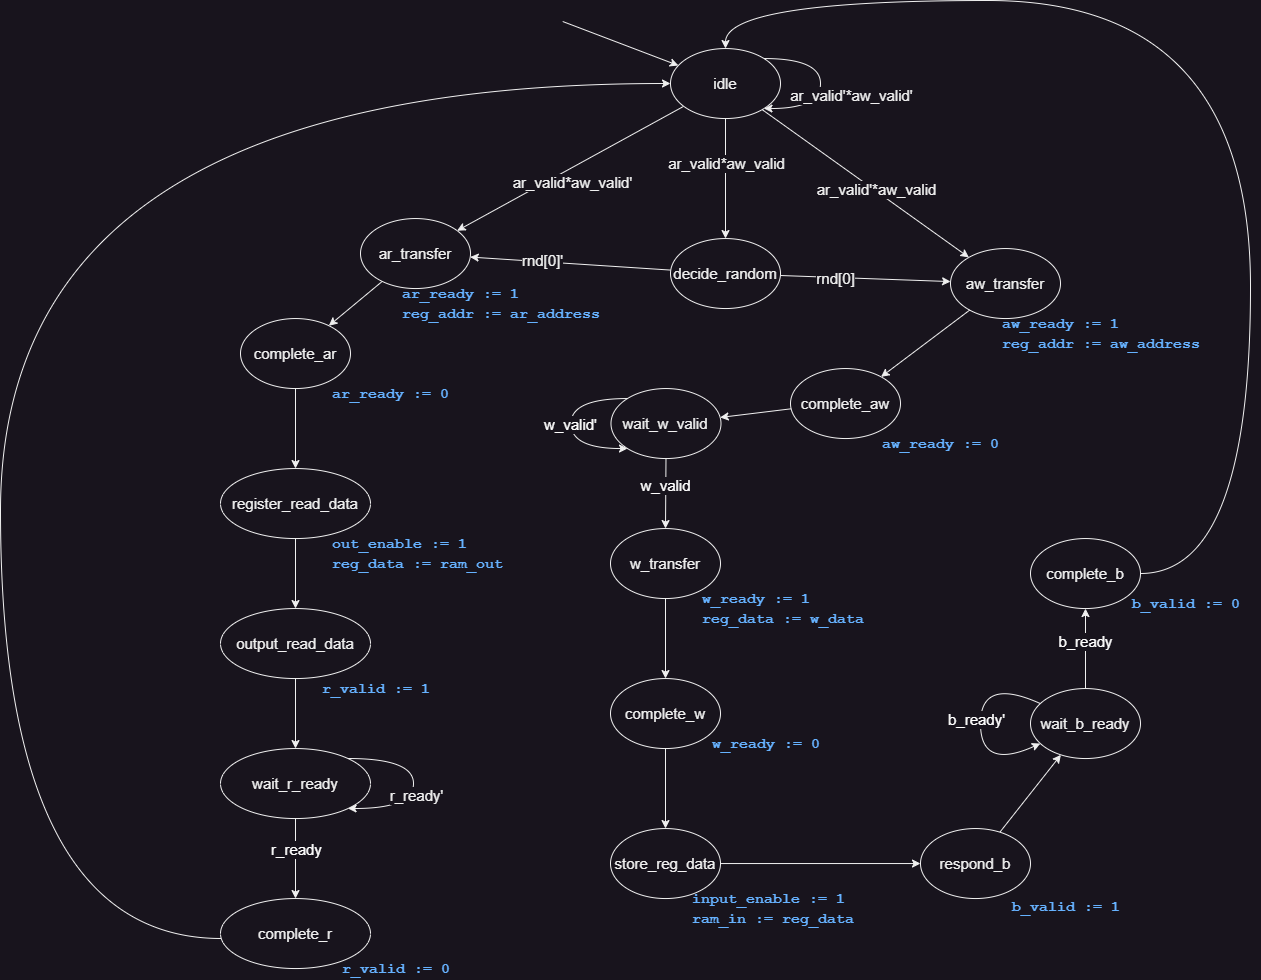 idle
ar_valid'*aw_valid'
ar_valid*aw_valid
ar_valid*aw_valid'
ar_valid'*aw_valid
ar_transfer
rnd[0]'
decide_random
rnd[0]
aw_transfer
ar_ready := 1
reg_addr := ar_address
aw_ready := 1
reg_addr := aw_address
complete_ar
ar_ready := 0
complete_aw
aw_ready := 0
w_valid'
wait_w_valid
w_valid
register_read_data
out_enable := 1
reg_data := ram_out
w_transfer
w_ready := 1
reg_data := w_data
complete_b
b_valid := 0
b_ready
output_read_data
r_valid := 1
complete_w
w_ready := 0
b_ready'
wait_b_ready
wait_r_ready
r_ready'
r_ready
store_reg_data
input_enable := 1
ram_in := reg_data
respond_b
b_valid := 1
complete_r
r_valid := 0